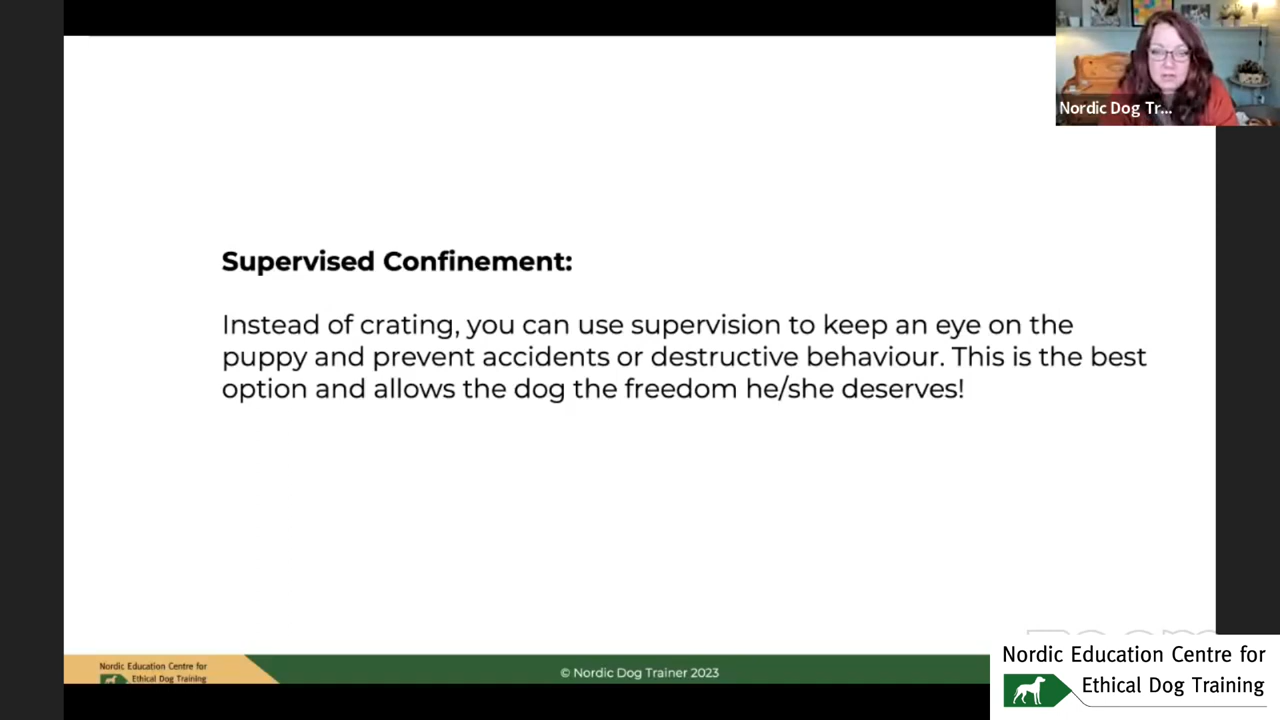 Nordic Dog Tr...
Supervised Confinement:
Instead of crating, you can use supervision to keep an eye on the
puppy and prevent accidents or destructive behaviour. This is the best
option and allows the dog the freedom he/she deserves!
Nordic Education Centre for
Ethical Dog Training
© Nordic Dog Trainer 2023
zoom
Nordic Education Centre for
Ethical Dog Training